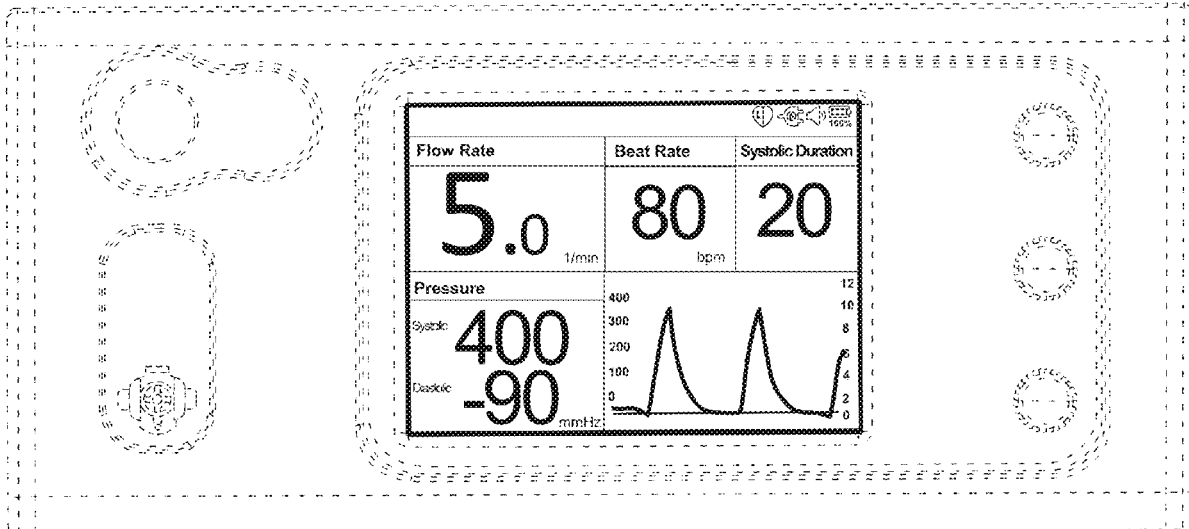 100%
Flow Rate
Beat Rate
Systolic Duration
5.0
1/min
80
bpm
20
Pressure
Systolic
400
Diastolic
-90
mmHz
400
300
200
100
0
12
10
8
6
4
2
0